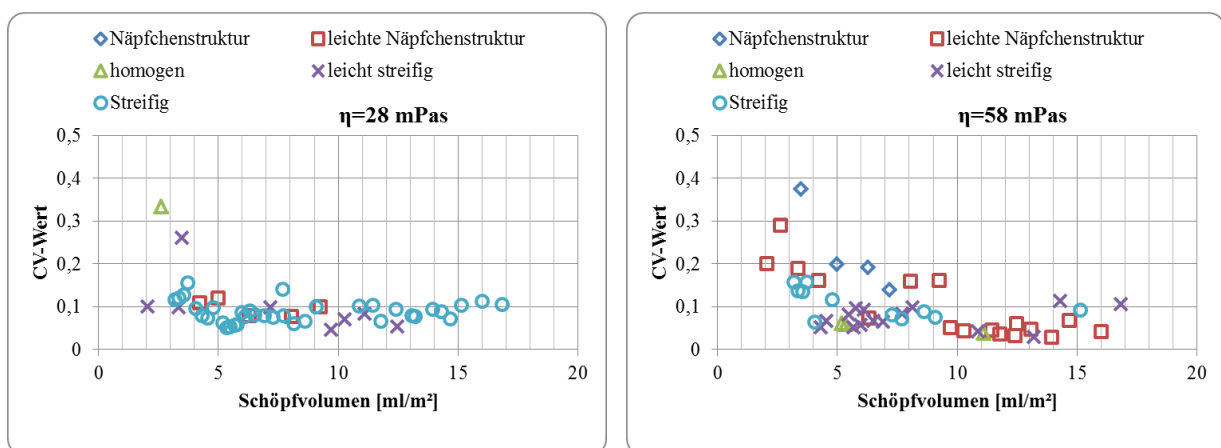 Näpfchenstruktur
leichte Näpfchenstruktur
homogen
leicht streifig
Streifig
η=28 mPas
0,5
0,4
0,3
0,2
0,1
0
CV-Wert
0
5
10
15
20
Schöpfvolumen [ml/m²]
Näpfchenstruktur
leichte Näpfchenstruktur
homogen
leicht streifig
Streifig
η=58 mPas
0,5
0,4
0,3
0,2
0,1
0
CV-Wert
0
5
10
15
20
Schöpfvolumen [ml/m²]